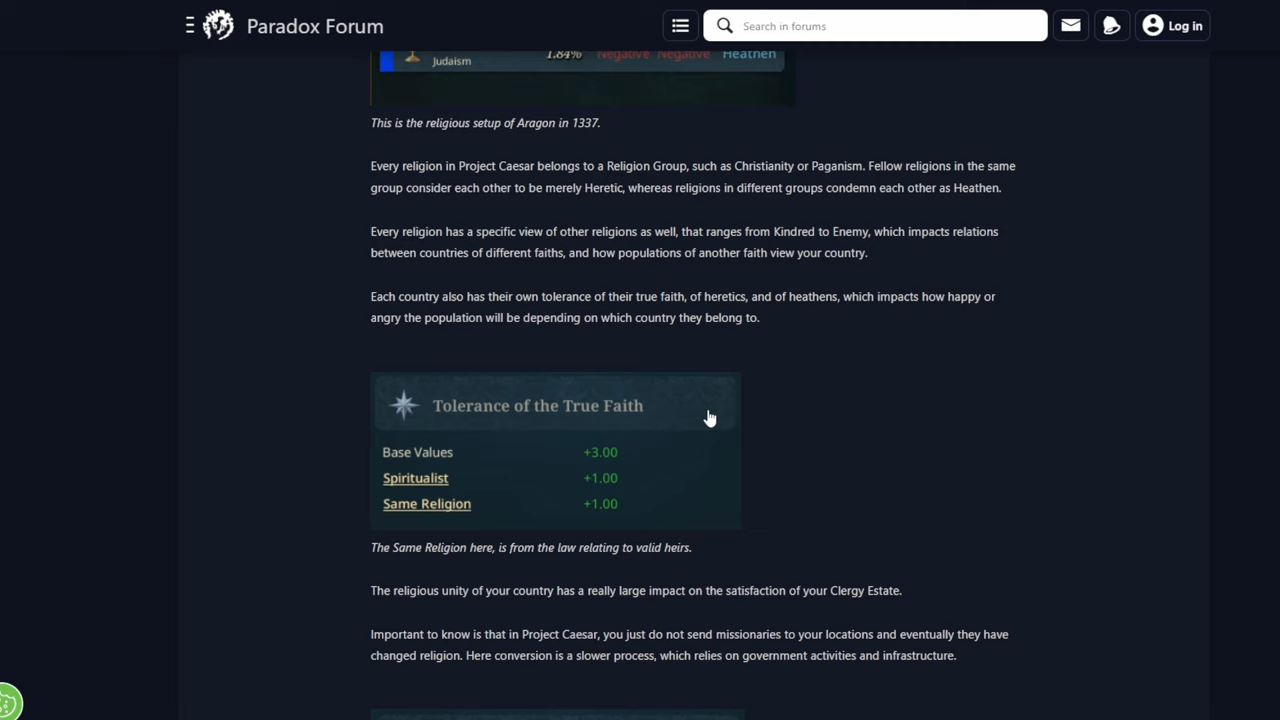 Paradox Forum
Search in forums
Log in
Judaism 1.84% Negative Negative Heathen
This is the religious setup of Aragon in 1337.
Every religion in Project Caesar belongs to a Religion Group, such as Christianity or Paganism. Fellow religions in the same
group consider each other to be merely Heretic, whereas religions in different groups condemn each other as Heathen.
Every religion has a specific view of other religions as well, that ranges from Kindred to Enemy, which impacts relations
between countries of different faiths, and how populations of another faith view your country.
Each country also has their own tolerance of their true faith, of heretics, and of heathens, which impacts how happy or
angry the population will be depending on which country they belong to.
Tolerance of the True Faith
Base Values +3.00
Spiritualist +1.00
Same Religion +1.00
The Same Religion here, is from the law relating to valid heirs.
The religious unity of your country has a really large impact on the satisfaction of your Clergy Estate.
Important to know is that in Project Caesar, you just do not send missionaries to your locations and eventually they have
changed religion. Here conversion is a slower process, which relies on government activities and infrastructure.